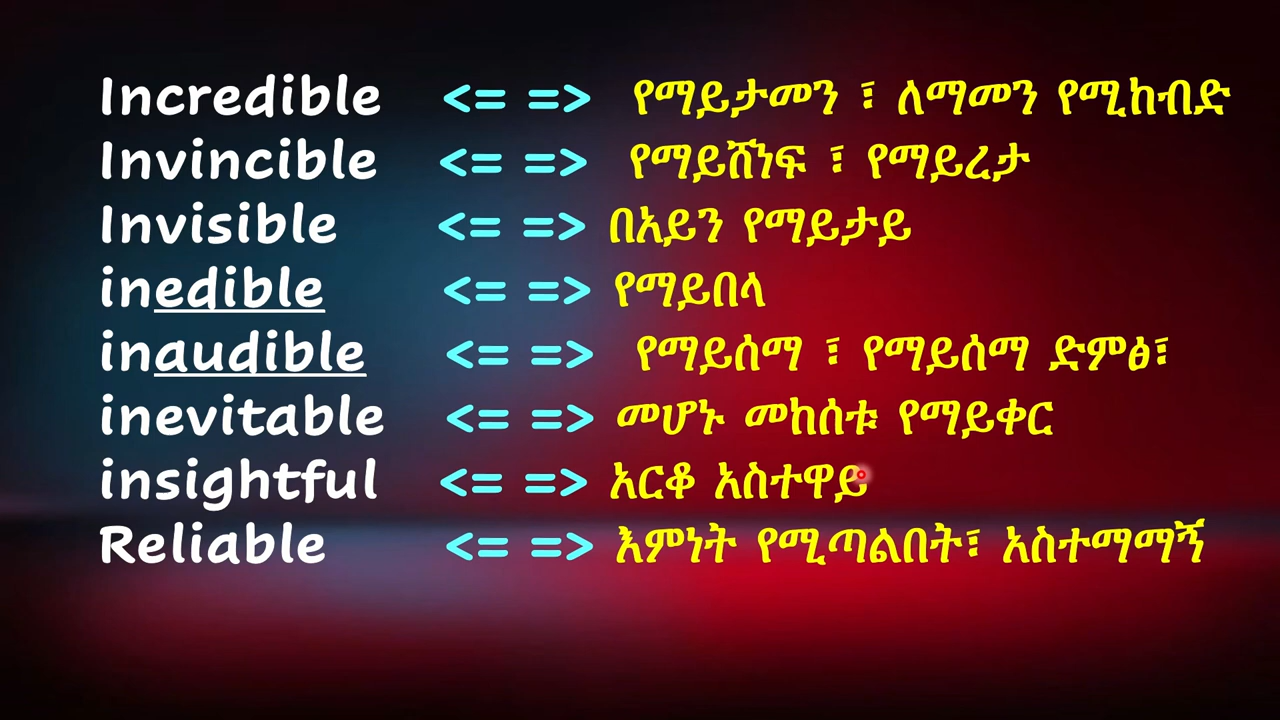 Incredible <= => የማይታመን ፣ ለማመን የሚከብድ
Invincible <= => የማይሸነፍ ፣ የማይረታ
Invisible <= => በአይን የማይታይ
inedible <= => የማይበላ
inaudible <= => የማይሰማ ፣ የማይሰማ ድምፅ፣
inevitable <= => መሆኑ መከሰቱ የማይቀር
insightful <= => አርቆ አስተዋይ
Reliable <= => እምነት የሚጣልበት፣ አስተማማኝ